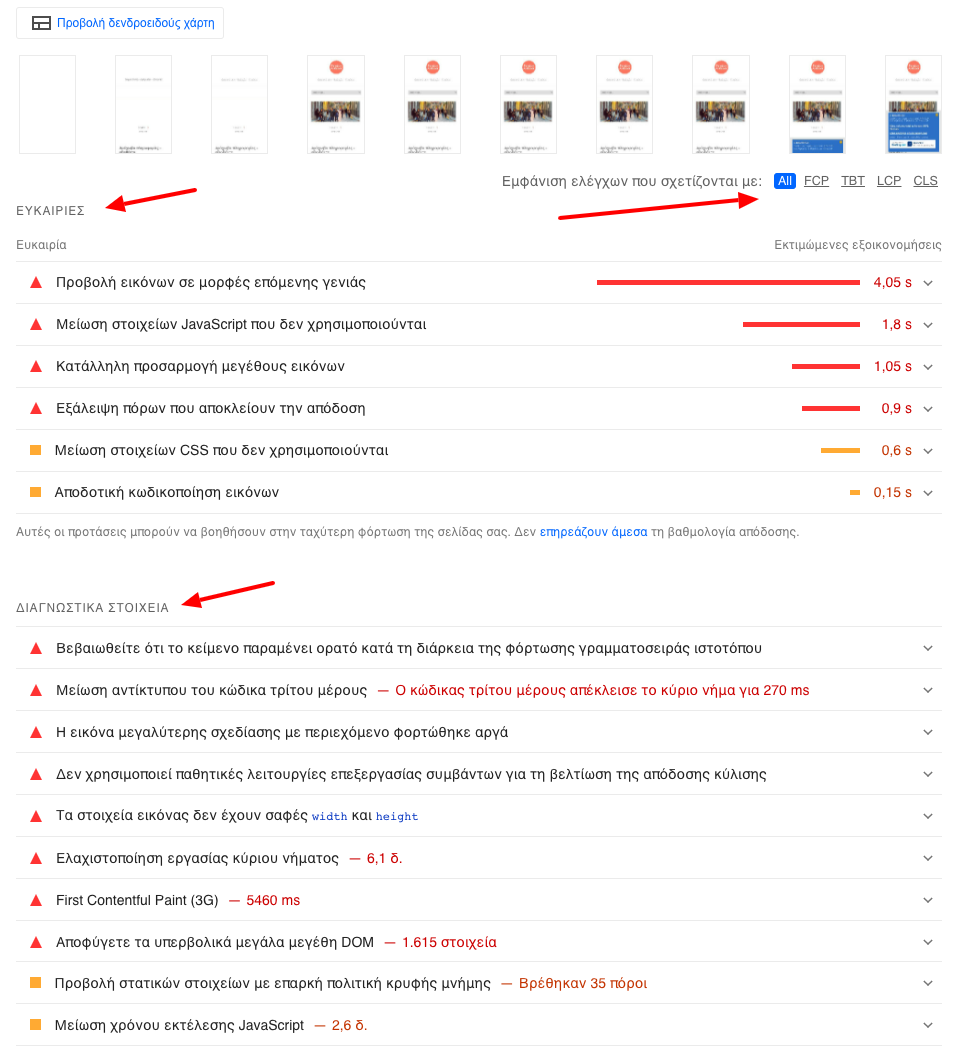 Προβολή δενδροειδούς χάρτη
Εμφάνιση ελέγχων που σχετίζονται με: All FCP TBT LCP CLS
ΕΥΚΑΙΡΙΕΣ
Ευκαιρία Εκτιμώμενες εξοικονομήσεις
Προβολή εικόνων σε μορφές επόμενης γενιάς 4,05 s
Μείωση στοιχείων JavaScript που δεν χρησιμοποιούνται 1,8 s
Κατάλληλη προσαρμογή μεγέθους εικόνων 1,05 s
Εξάλειψη πόρων που αποκλείουν την απόδοση 0,9 s
Μείωση στοιχείων CSS που δεν χρησιμοποιούνται 0,6 s
Αποδοτική κωδικοποίηση εικόνων 0,15 s
Αυτές οι προτάσεις μπορούν να βοηθήσουν στην ταχύτερη φόρτωση της σελίδας σας. Δεν επηρεάζουν άμεσα τη βαθμολογία απόδοσης.
ΔΙΑΓΝΩΣΤΙΚΑ ΣΤΟΙΧΕΙΑ
Βεβαιωθείτε ότι το κείμενο παραμένει ορατό κατά τη διάρκεια της φόρτωσης γραμματοσειράς ιστοτόπου
Μείωση αντίκτυπου του κώδικα τρίτου μέρους — Ο κώδικας τρίτου μέρους απέκλεισε το κύριο νήμα για 270 ms
Η εικόνα μεγαλύτερης σχεδίασης με περιεχόμενο φορτώθηκε αργά
Δεν χρησιμοποιεί παθητικές λειτουργίες επεξεργασίας συμβάντων για τη βελτίωση της απόδοσης κύλισης
Τα στοιχεία εικόνας δεν έχουν σαφές width και height
Ελαχιστοποίηση εργασίας κύριου νήματος — 6,1 δ.
First Contentful Paint (3G) — 5460 ms
Αποφύγετε τα υπερβολικά μεγάλα μεγέθη DOM — 1.615 στοιχεία
Προβολή στατικών στοιχείων με επαρκή πολιτική κρυφής μνήμης — Βρέθηκαν 35 πόροι
Μείωση χρόνου εκτέλεσης JavaScript — 2,6 δ.